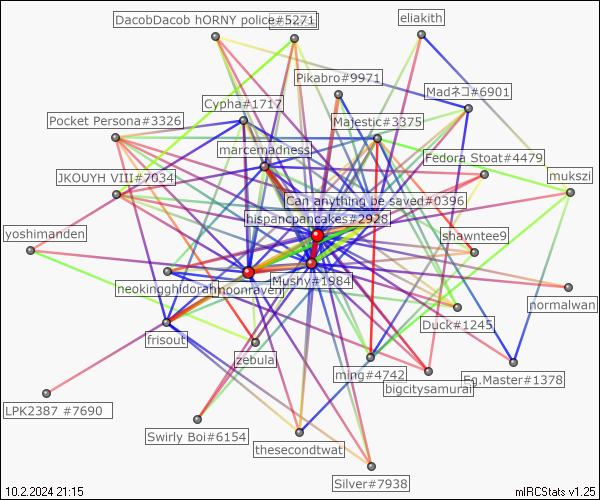 DacobDacob hORNY police#5271
eliakith
Pikabro#9971
Madネコ#6901
Cypha#1717
Pocket Persona#3326
Majestic#3375
marcemadness
Fedora Stoat#4479
JKOUYH VIII#7034
mukszi
Can anything be saved#0396
hispancpancakes#2928
yoshimanden
shawntee9
Mushy#1984
neokingghidorah
moonraven
normalwan
Duck#1245
frisout
zebula
ming#4742
Eg.Master#1378
bigcitysamurai
LPK2387 #7690
Swirly Boi#6154
thesecondtwat
Silver#7938
10.2.2024 21:15
mIRCStats v1.25